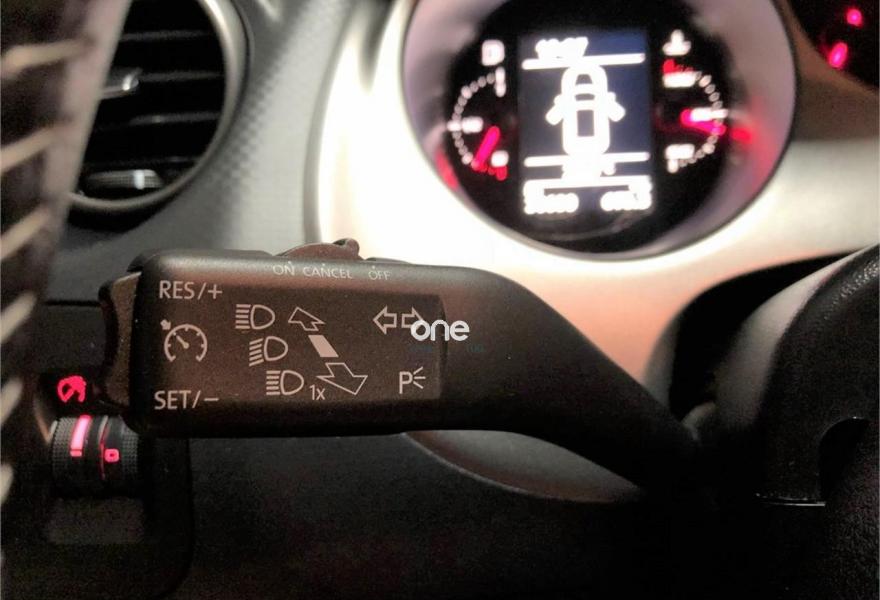 ON CANCEL OFF
RES/+
one
SET/-
1x
P